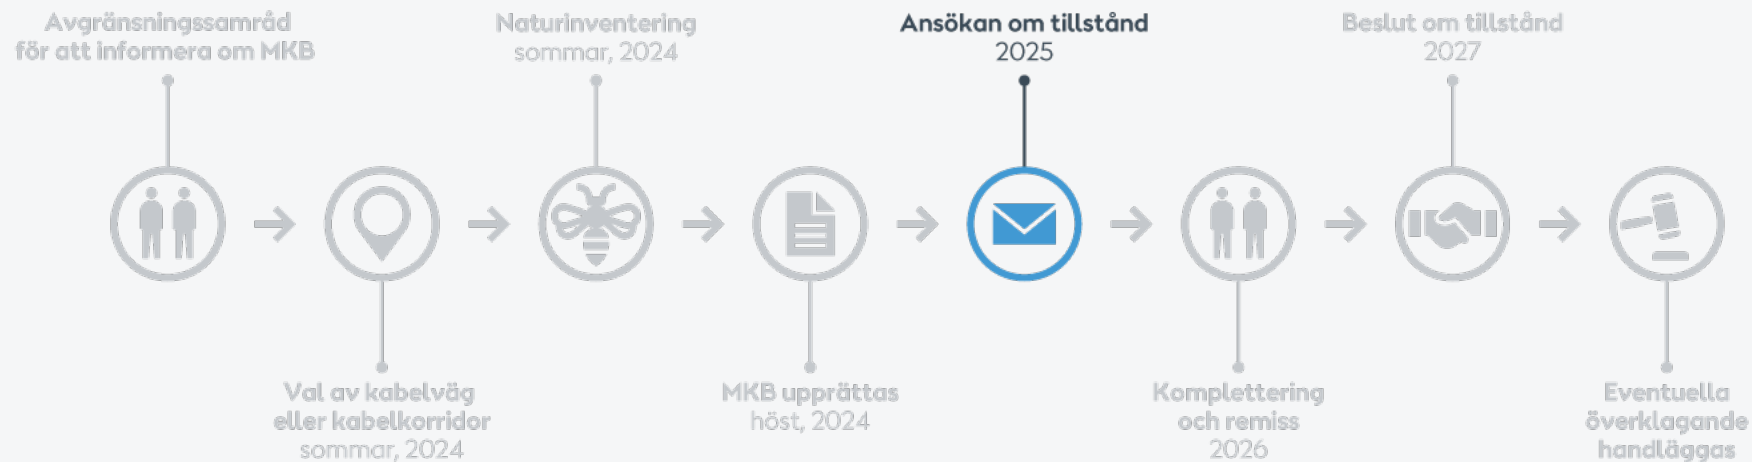 Avgränsningssamråd
för att informera om MKB
Val av kabelväg
eller kabelkorridor
sommar, 2024
Naturinventering
sommar, 2024
MKB upprättas
höst, 2024
Ansökan om tillstånd
2025
Komplettering
och remiss
2026
Beslut om tillstånd
2027
Eventuella
överklagande
handläggas